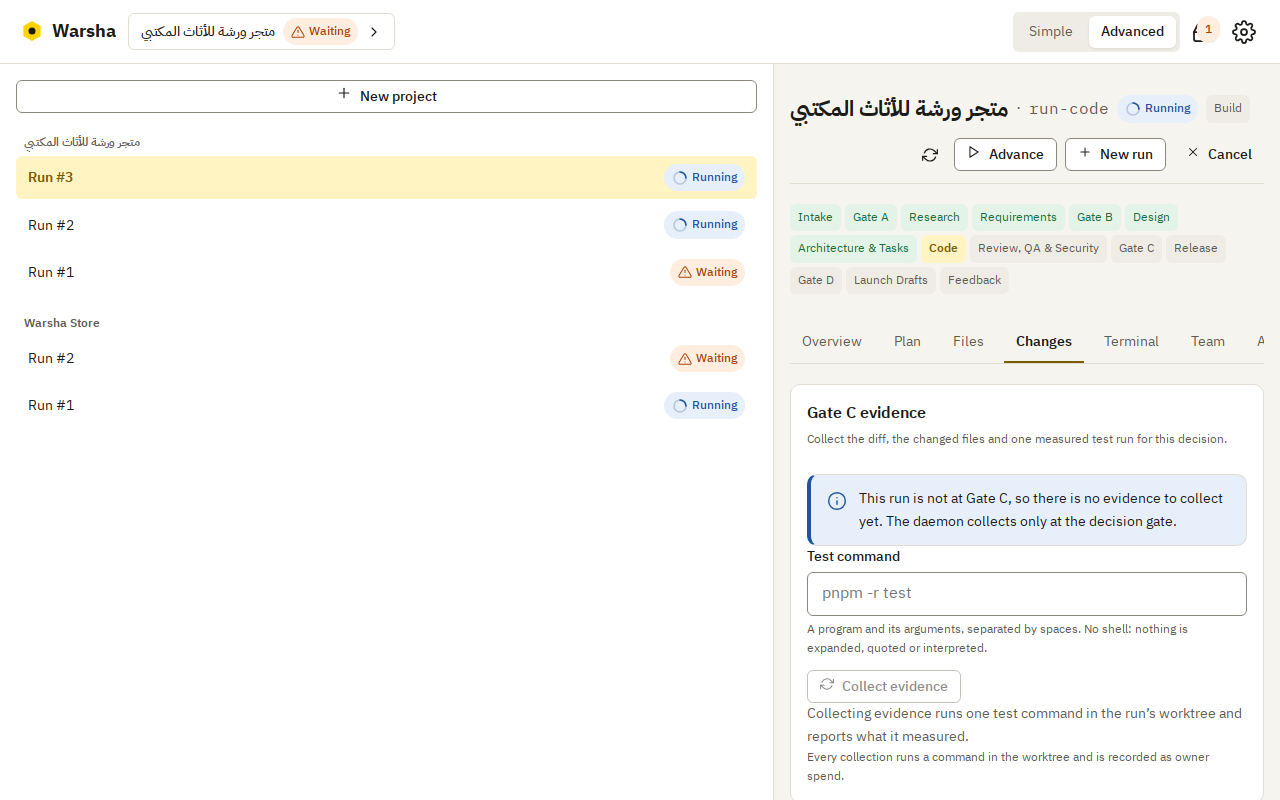 Warsha
متجر ورشة للأثاث المكتبي
Waiting
Simple
Advanced
1
New project
متجر ورشة للأثاث المكتبي
Run #3
Running
Run #2
Running
Run #1
Waiting
Warsha Store
Run #2
Waiting
Run #1
Running
متجر ورشة للأثاث المكتبي · run-code
Running
Build
Advance
New run
Cancel
Intake
Gate A
Research
Requirements
Gate B
Design
Architecture & Tasks
Code
Review, QA & Security
Gate C
Release
Gate D
Launch Drafts
Feedback
Overview
Plan
Files
Changes
Terminal
Team
Gate C evidence
Collect the diff, the changed files and one measured test run for this decision.
This run is not at Gate C, so there is no evidence to collect
yet. The daemon collects only at the decision gate.
Test command
pnpm -r test
A program and its arguments, separated by spaces. No shell: nothing is
expanded, quoted or interpreted.
Collect evidence
Collecting evidence runs one test command in the run’s worktree and
reports what it measured.
Every collection runs a command in the worktree and is recorded as owner
spend.